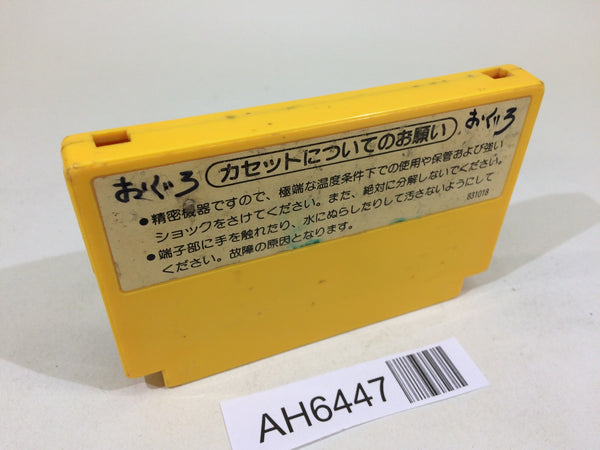 おぐろ
カセットについてのお願い
おぐろ
●精密機器ですので、極端な温度条件下での使用や保管および強い
ショックをさけてください。また、絶対に分解しないでください。
●端子部に手を触れたり、水にぬらしたりして汚さないようにして
ください。故障の原因となります。
831018
AH6447